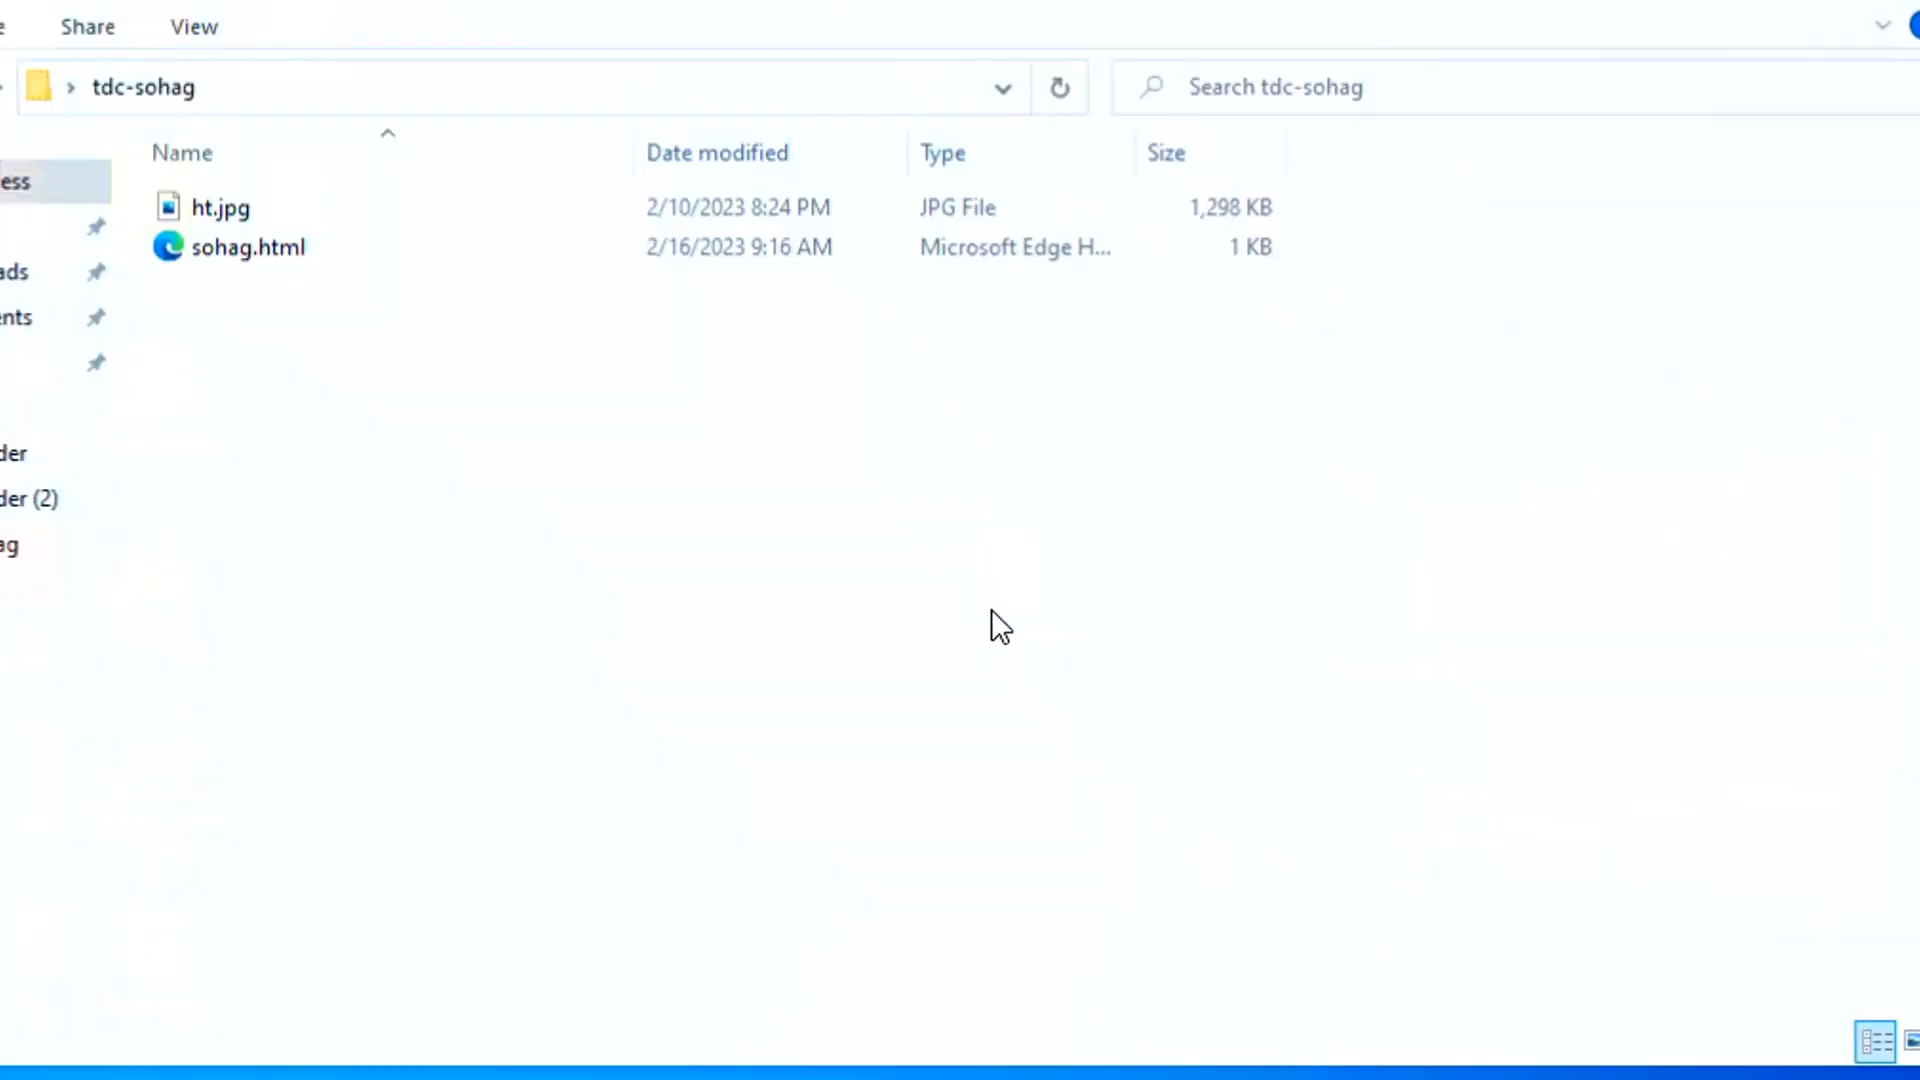 Share View
tdc-sohag
Search tdc-sohag
Name Date modified Type Size
ht.jpg 2/10/2023 8:24 PM JPG File 1,298 KB
sohag.html 2/16/2023 9:16 AM Microsoft Edge H... 1 KB
ess
ads
ents
der
der (2)
ag